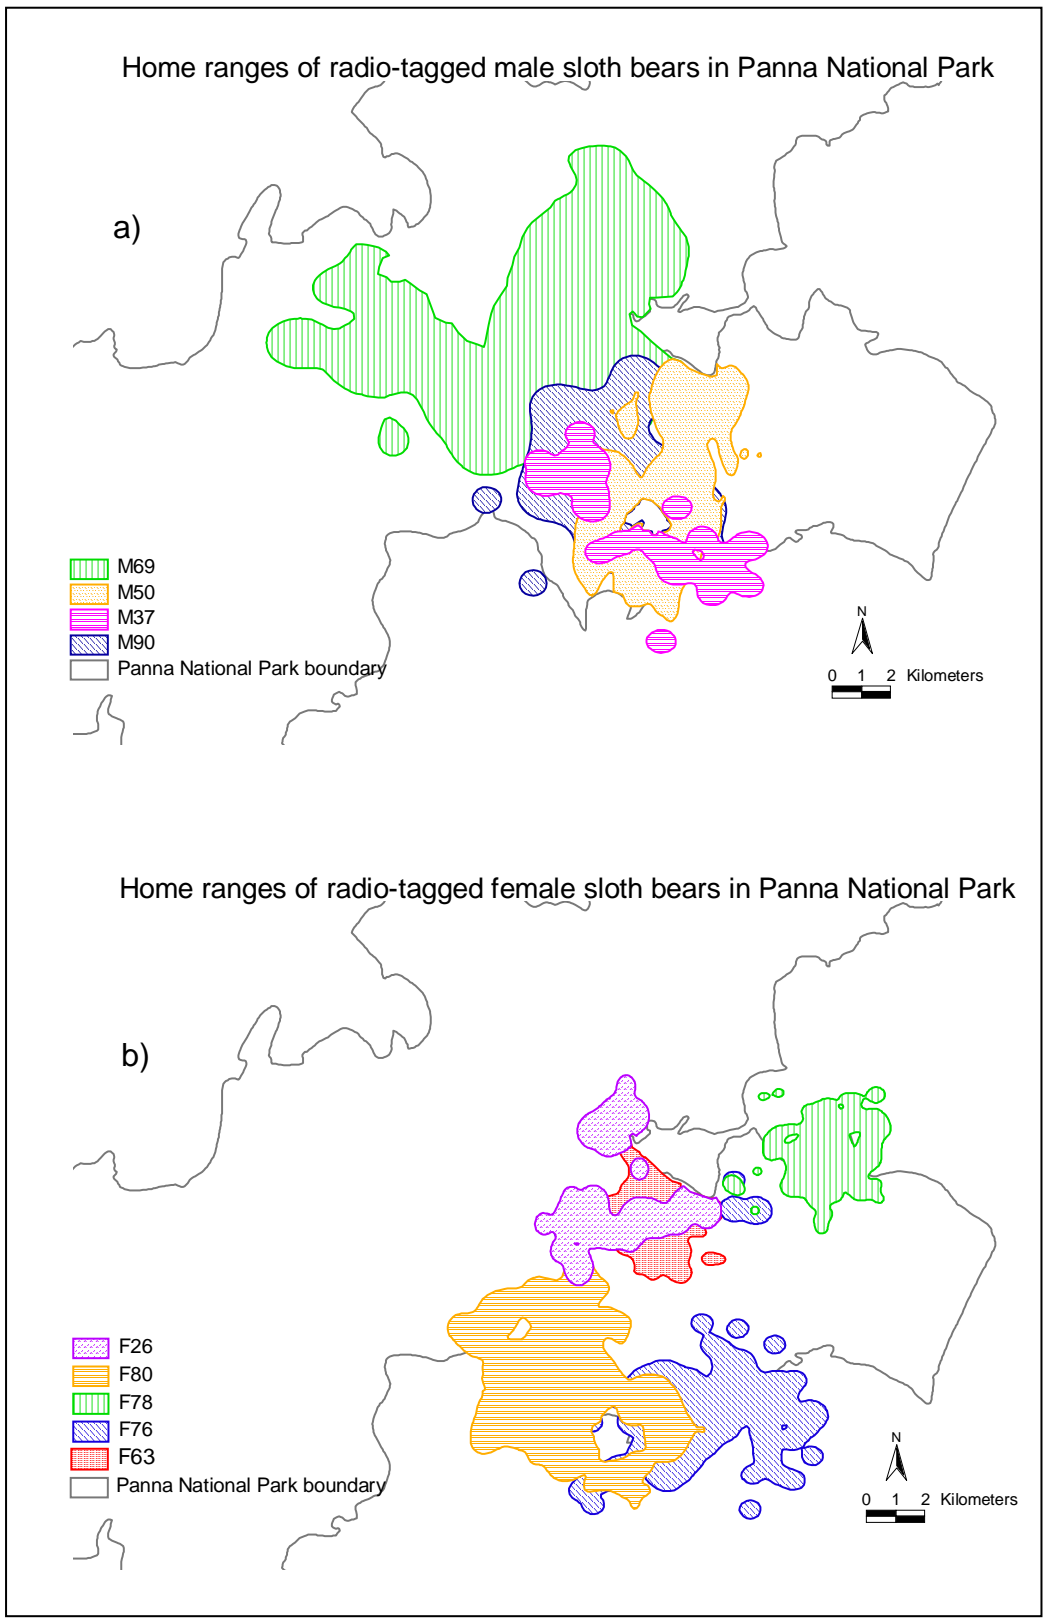 Home ranges of radio-tagged male sloth bears in Panna National Park
a)
M69
M50
M37
M90
Panna National Park boundary
N
0 1 2 Kilometers
Home ranges of radio-tagged female sloth bears in Panna National Park
b)
F26
F80
F78
F76
F63
Panna National Park boundary
N
0 1 2 Kilometers